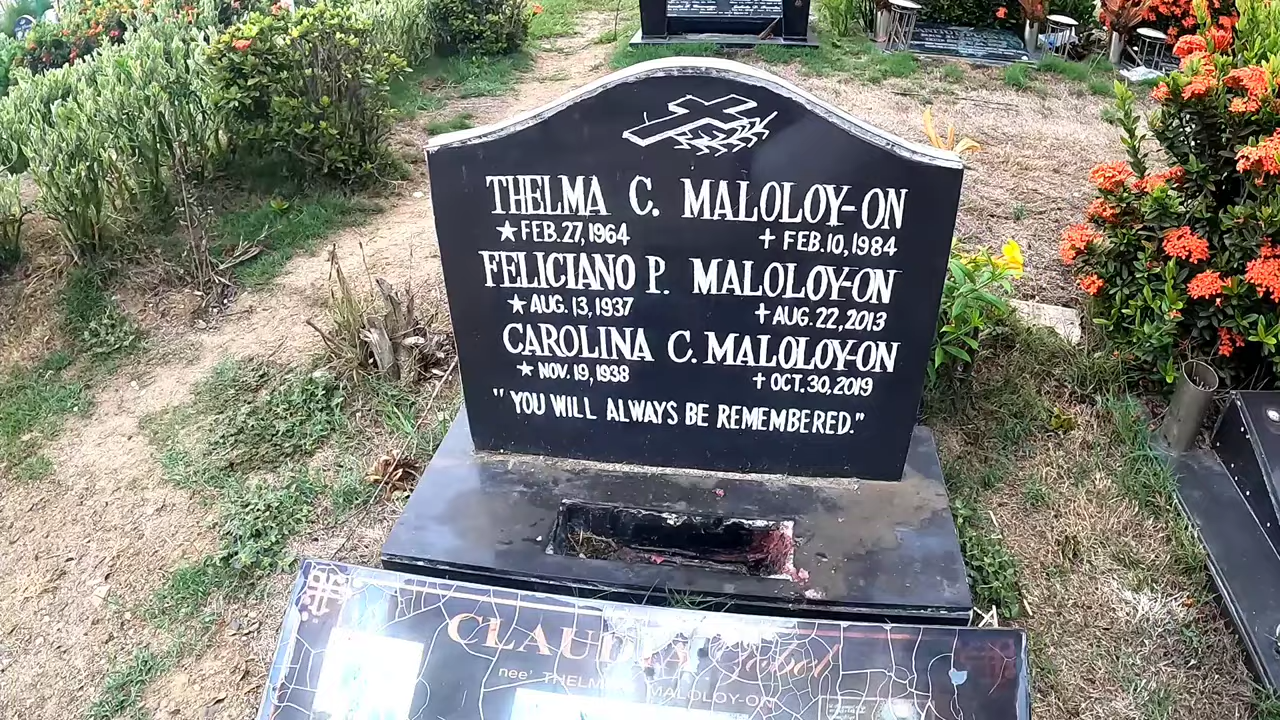 THELMA C. MALOLOY-ON
★ FEB. 27, 1964 ✝ FEB. 10, 1984
FELICIANO P. MALOLOY-ON
★ AUG. 13, 1937 ✝ AUG. 22, 2013
CAROLINA C. MALOLOY-ON
★ NOV. 19, 1938 ✝ OCT. 30, 2019
"YOU WILL ALWAYS BE REMEMBERED."
CLAUDIA
nee' THELMA MALOLOY-ON